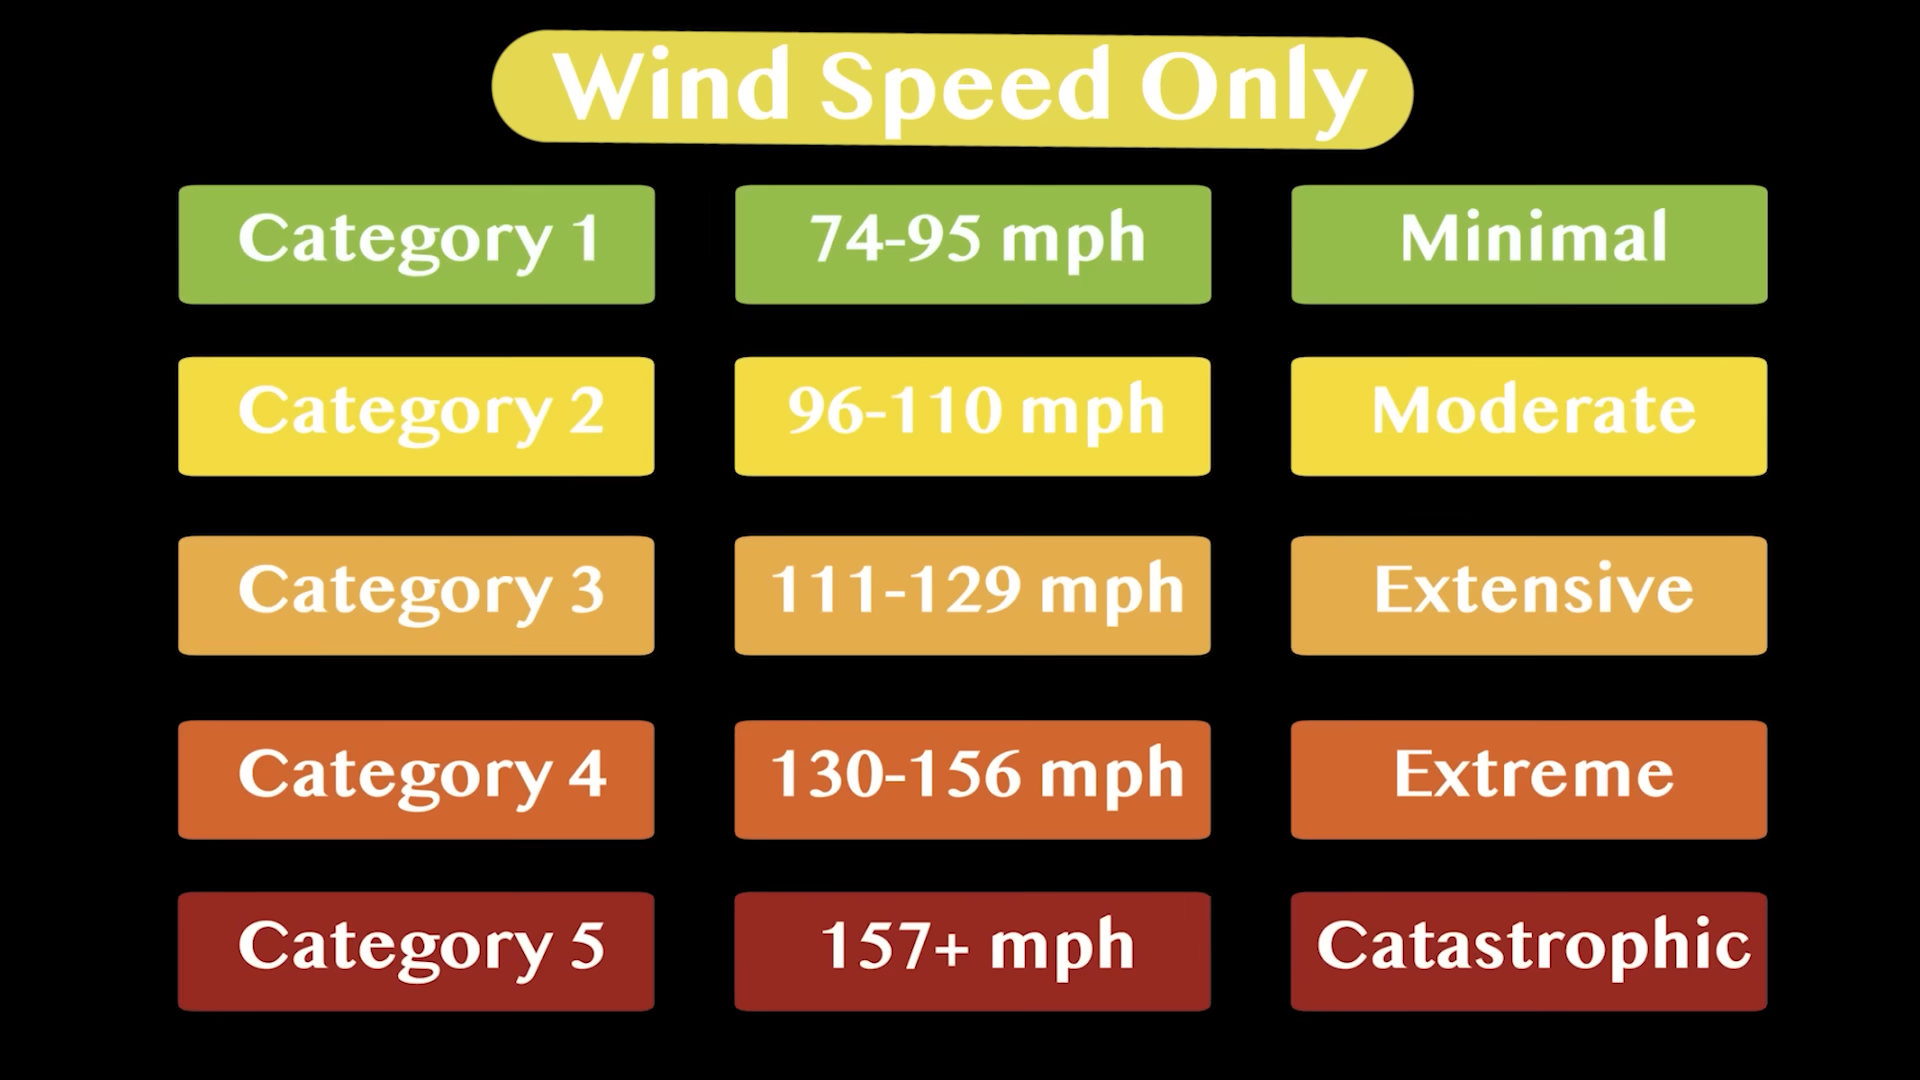 Wind Speed Only
Category 1 74-95 mph Minimal
Category 2 96-110 mph Moderate
Category 3 111-129 mph Extensive
Category 4 130-156 mph Extreme
Category 5 157+ mph Catastrophic